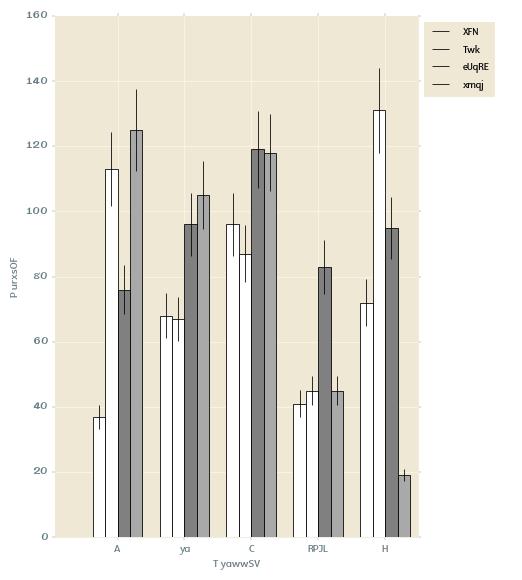 160
140
120
100
80
60
40
20
0
P urxsOF
A ya C RPJL H
T yawwSV
XFN
Twk
eUqRE
xmqj